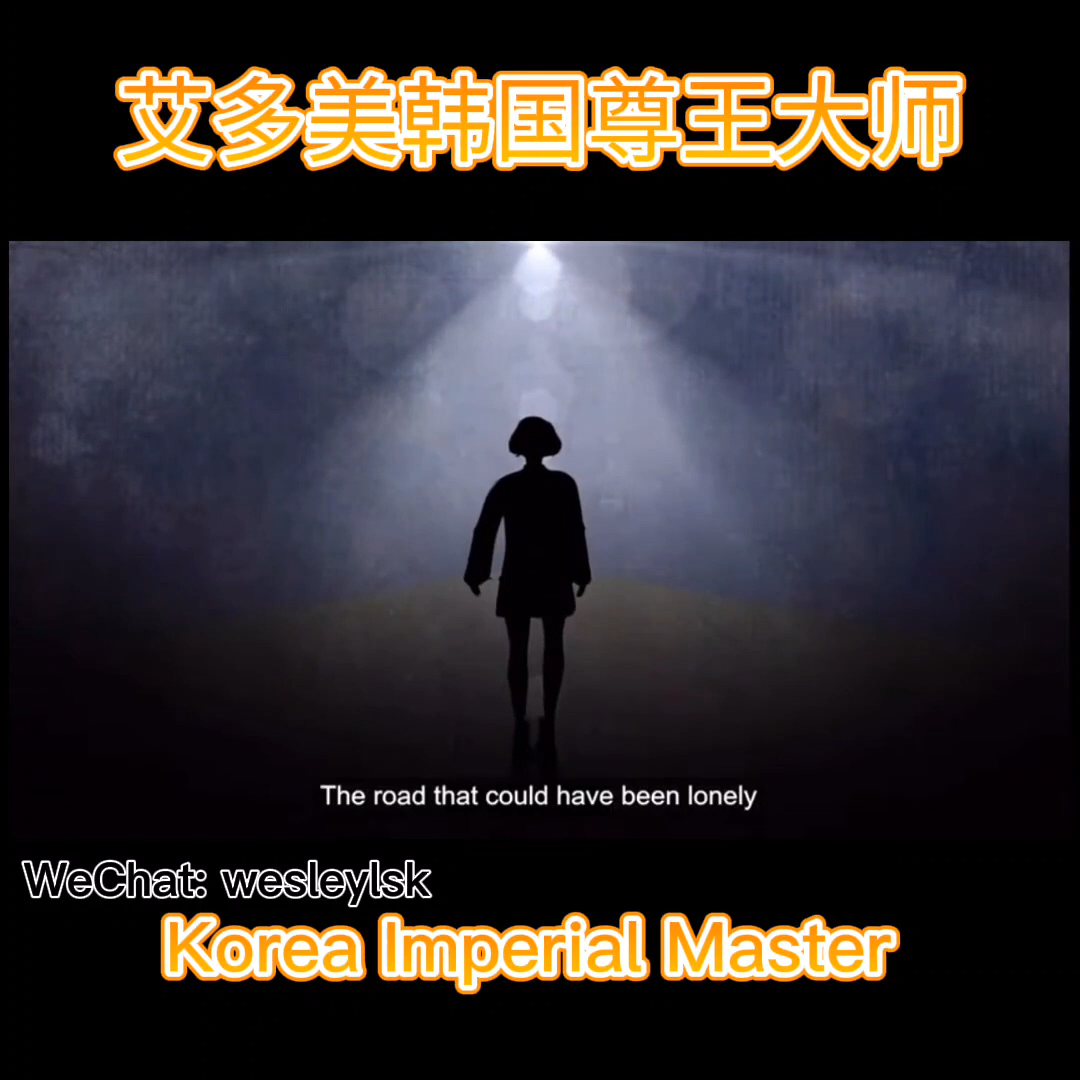 艾多美韩国尊王大师
The road that could have been lonely
WeChat: wesleylsk
Korea Imperial Master